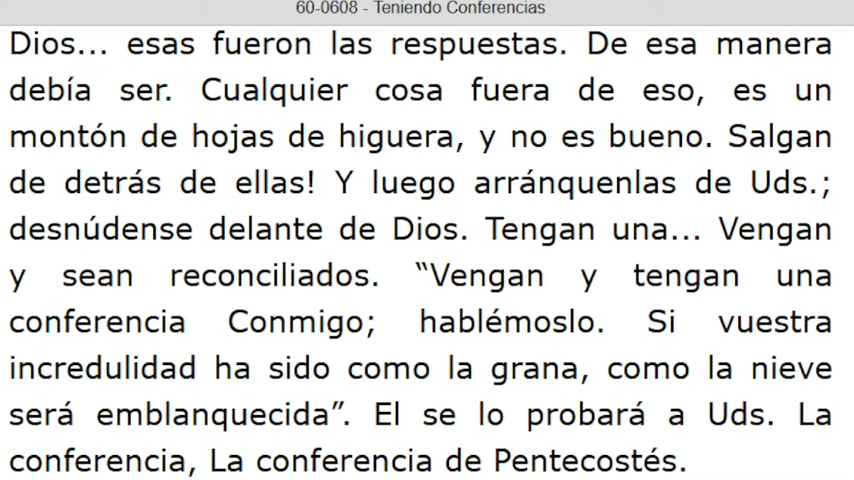 60-0608 - Teniendo Conferencias
Dios... esas fueron las respuestas. De esa manera
debía ser. Cualquier cosa fuera de eso, es un
montón de hojas de higuera, y no es bueno. Salgan
de detrás de ellas! Y luego arránquenlas de Uds.;
desnúdense delante de Dios. Tengan una... Vengan
y sean reconciliados. “Vengan y tengan una
conferencia Conmigo; hablémoslo. Si vuestra
incredulidad ha sido como la grana, como la nieve
será emblanquecida”. El se lo probará a Uds. La
conferencia, La conferencia de Pentecostés.